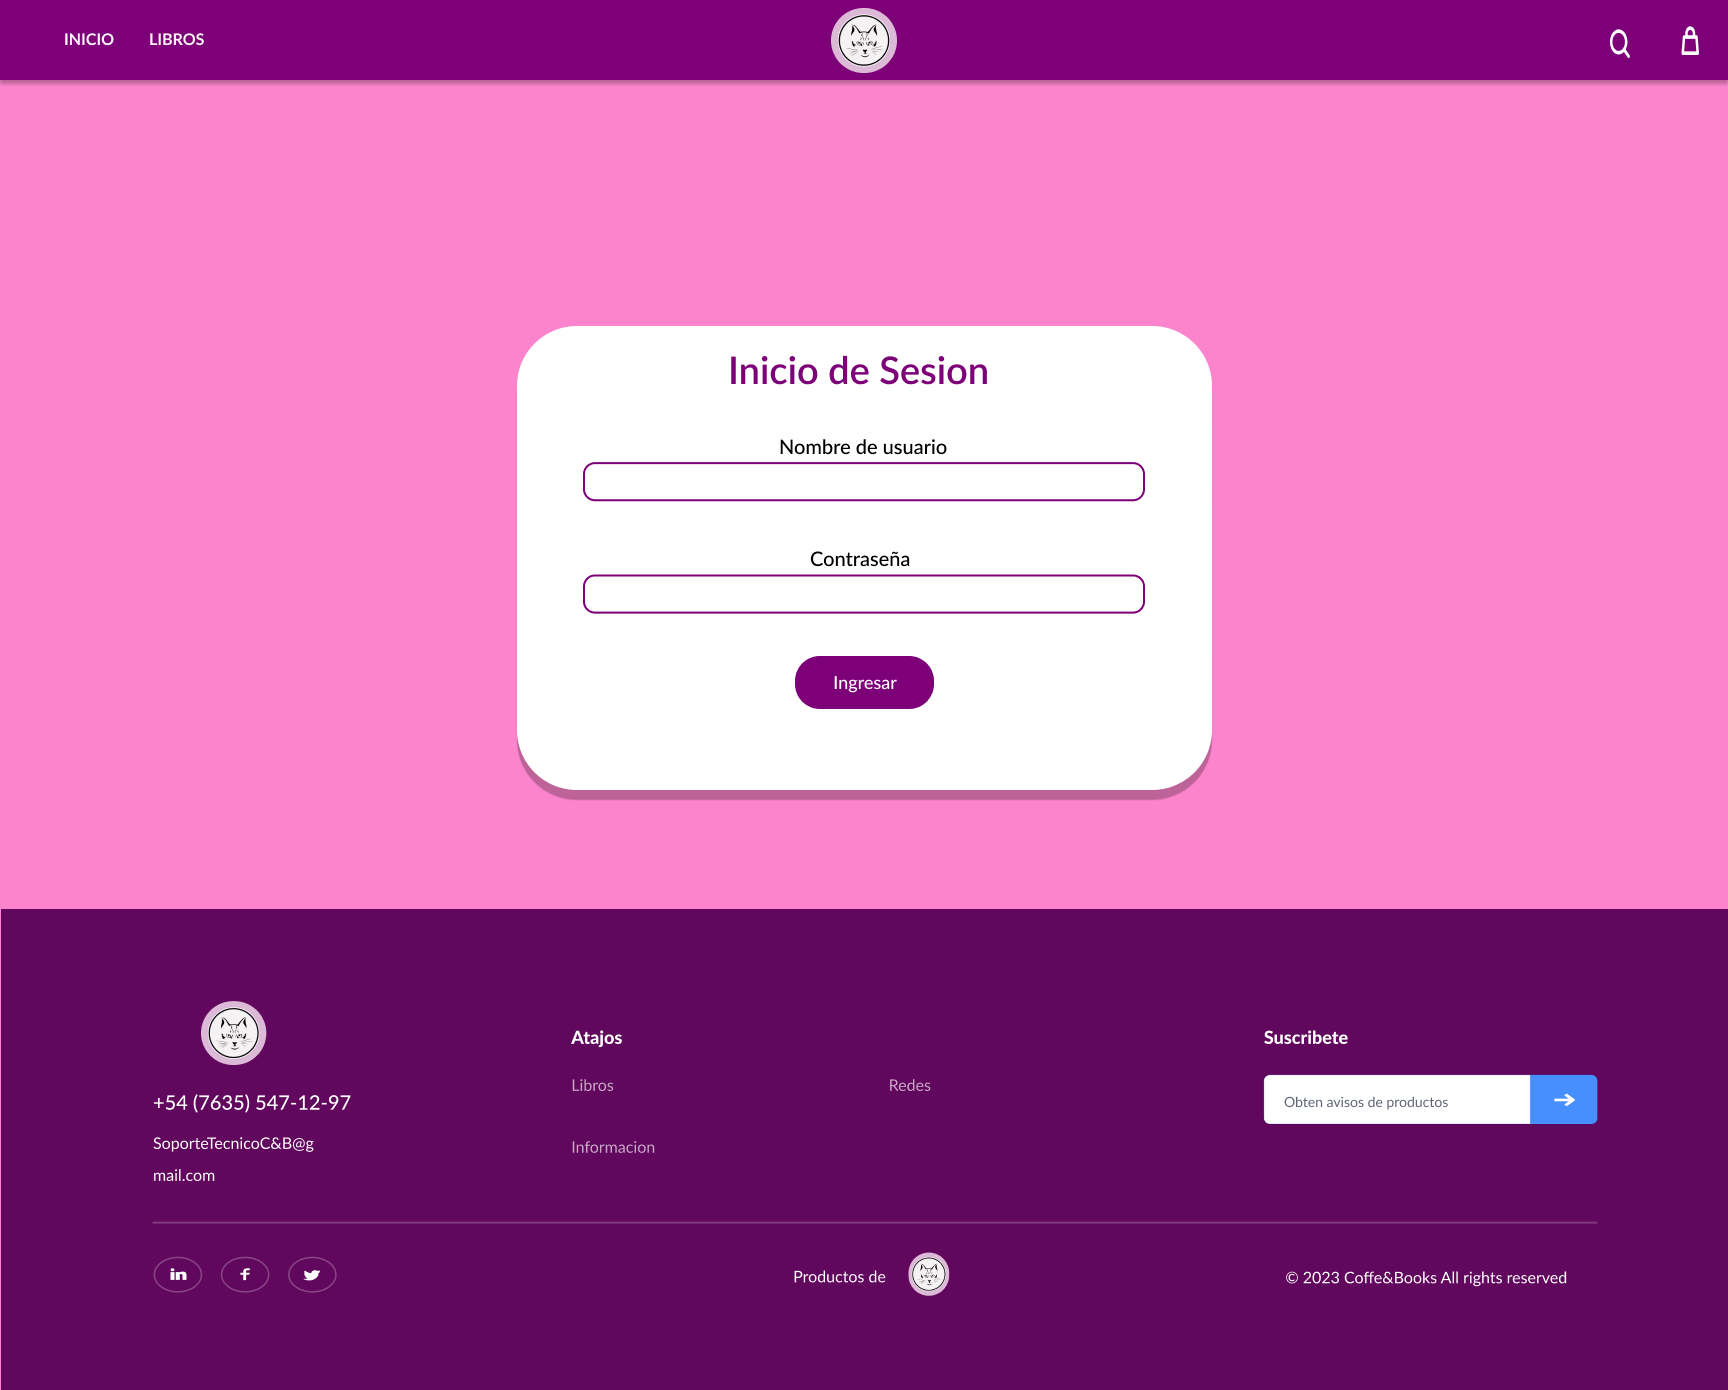 INICIO LIBROS
Inicio de Sesion
Nombre de usuario
Contraseña
Ingresar
+54 (7635) 547-12-97
SoporteTecnicoC&B@g
mail.com
Atajos
Libros Redes
Informacion
Suscribete
Obten avisos de productos
in f
Productos de
© 2023 Coffe&Books All rights reserved